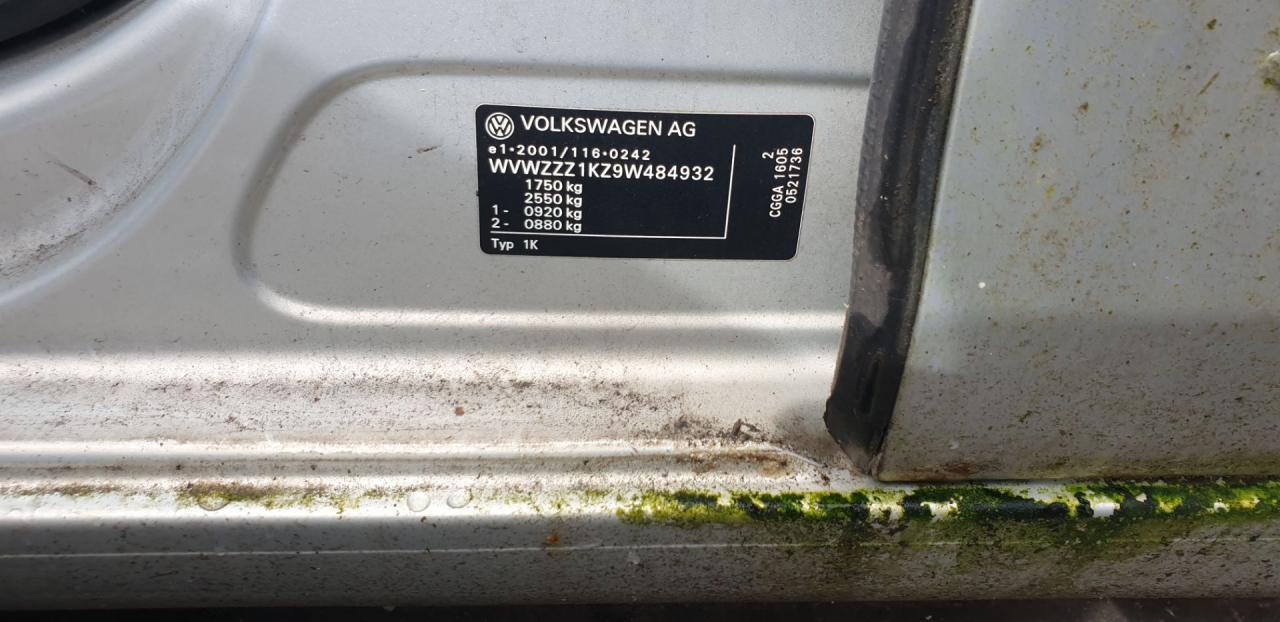 VOLKSWAGEN AG
e1*2001/116*0242
WVWZZZ1KZ9W484932
1750 kg
2550 kg
1- 0920 kg
2- 0880 kg
Typ 1K
2
CGGA 1605
0521736